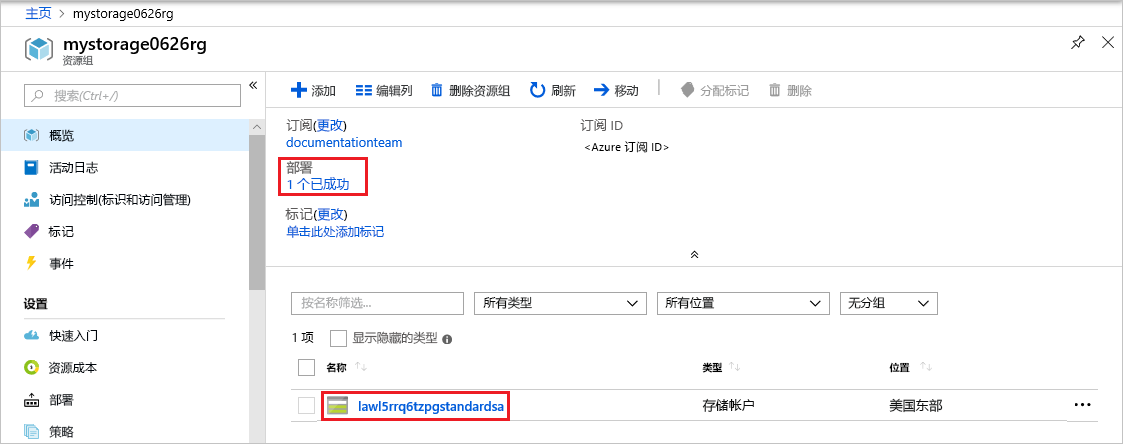 主页 > mystorage0626rg
mystorage0626rg
资源组
搜索(Ctrl+/)
概览
活动日志
访问控制(标识和访问管理)
标记
事件
设置
快速入门
资源成本
部署
策略
添加 编辑列 删除资源组 刷新 移动 分配标记 删除
订阅(更改)
documentationteam
订阅 ID
<Azure 订阅 ID>
部署
1 个已成功
标记(更改)
单击此处添加标记
按名称筛选... 所有类型 所有位置 无分组
1 项 显示隐藏的类型
名称 类型 位置
lawl5rrq6tzpgstandardsa 存储帐户 美国东部